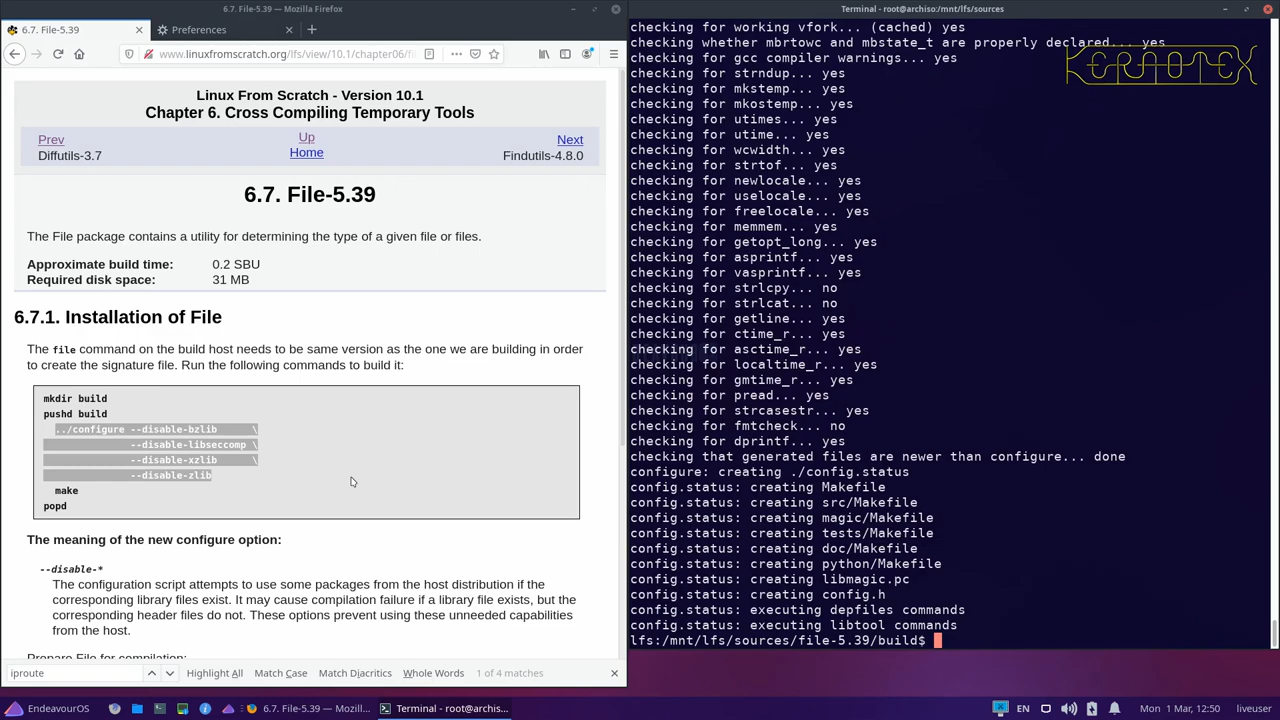 6.7. File-5.39 — Mozilla Firefox
6.7. File-5.39
Preferences
www.linuxfromscratch.org/lfs/view/10.1/chapter06/fi
Linux From Scratch - Version 10.1
Chapter 6. Cross Compiling Temporary Tools
Prev
Up
Next
Diffutils-3.7
Home
Findutils-4.8.0
6.7. File-5.39
The File package contains a utility for determining the type of a given file or files.
Approximate build time: 0.2 SBU
Required disk space: 31 MB
6.7.1. Installation of File
The file command on the build host needs to be same version as the one we are building in order
to create the signature file. Run the following commands to build it:
mkdir build
pushd build
../configure --disable-bzlib \
--disable-libseccomp \
--disable-xzlib \
--disable-zlib
make
popd
The meaning of the new configure option:
--disable-*
The configuration script attempts to use some packages from the host distribution if the
corresponding library files exist. It may cause compilation failure if a library file exists, but the
corresponding header files do not. These options prevent using these unneeded capabilities
from the host.
Prepare File for compilation:
iproute
Highlight All
Match Case
Match Diacritics
Whole Words
1 of 4 matches
Terminal - root@archiso:/mnt/lfs/sources
checking for working vfork... (cached) yes
checking whether mbrtowc and mbstate_t are properly declared... yes
checking for gcc compiler warnings... yes
checking for strndup... yes
checking for mkstemp... yes
checking for mkostemp... yes
checking for utimes... yes
checking for utime... yes
checking for wcwidth... yes
checking for strtof... yes
checking for newlocale... yes
checking for uselocale... yes
checking for freelocale... yes
checking for memmem... yes
checking for getopt_long... yes
checking for asprintf... yes
checking for vasprintf... yes
checking for strlcpy... no
checking for strlcat... no
checking for getline... yes
checking for ctime_r... yes
checking for asctime_r... yes
checking for localtime_r... yes
checking for gmtime_r... yes
checking for pread... yes
checking for strcasestr... yes
checking for fmtcheck... no
checking for dprintf... yes
checking that generated files are newer than configure... done
configure: creating ./config.status
config.status: creating Makefile
config.status: creating src/Makefile
config.status: creating magic/Makefile
config.status: creating tests/Makefile
config.status: creating doc/Makefile
config.status: creating python/Makefile
config.status: creating libmagic.pc
config.status: creating config.h
config.status: executing depfiles commands
config.status: executing libtool commands
lfs:/mnt/lfs/sources/file-5.39/build$
EndeavourOS
6.7. File-5.39 — Mozill...
Terminal - root@archiso...
EN
Mon 1 Mar, 12:50
liveuser